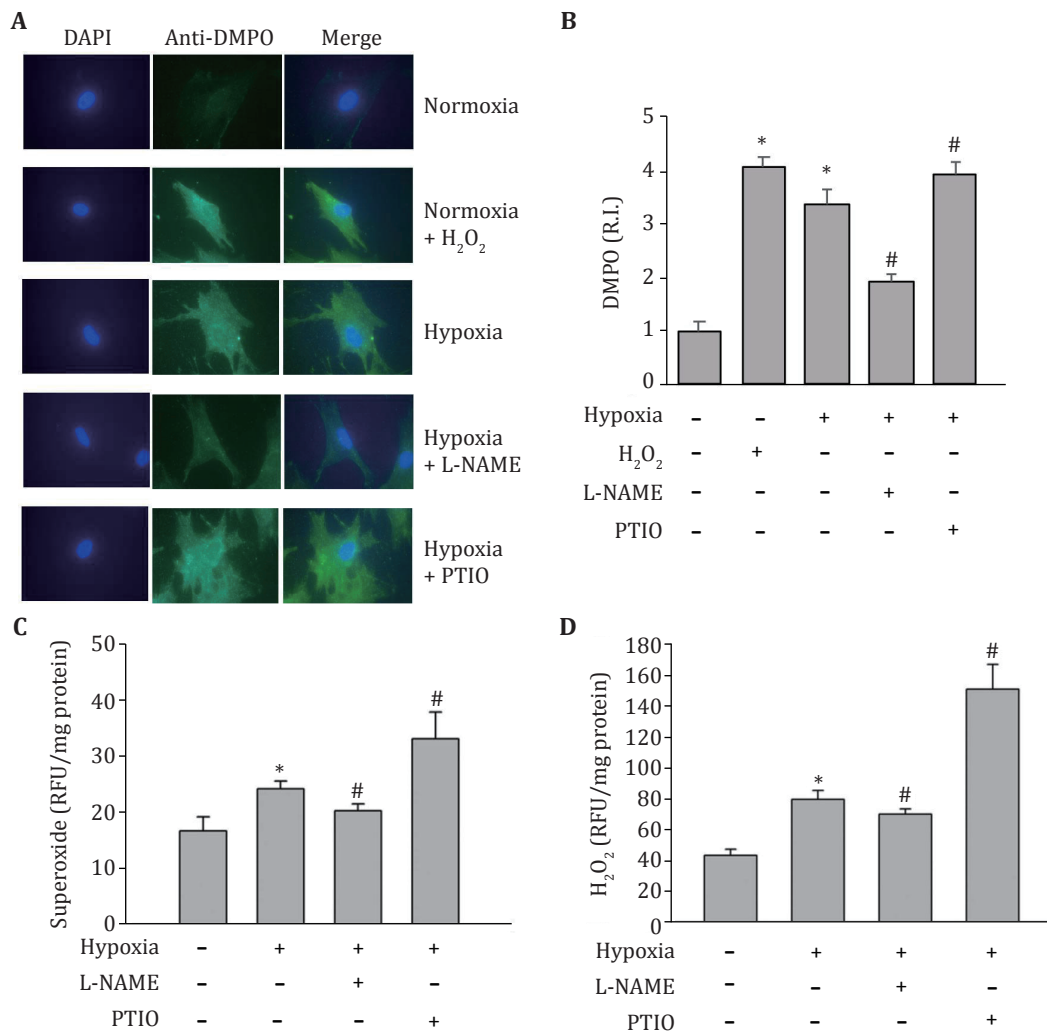 A
DAPI Anti-DMPO Merge
Normoxia
Normoxia
+ H₂O₂
Hypoxia
Hypoxia
+ L-NAME
Hypoxia
+ PTIO
B
DMPO (R.I.)
5
4
3
2
1
0
* * # #
Hypoxia – – + + +
H₂O₂ – + – – –
L-NAME – – – + –
PTIO – – – – +
C
Superoxide (RFU/mg protein)
50
40
30
20
10
0
* # #
Hypoxia – + + +
L-NAME – – + –
PTIO – – – +
D
H₂O₂ (RFU/mg protein)
180
160
140
120
100
80
60
40
20
0
* # #
Hypoxia – + + +
L-NAME – – + –
PTIO – – – +